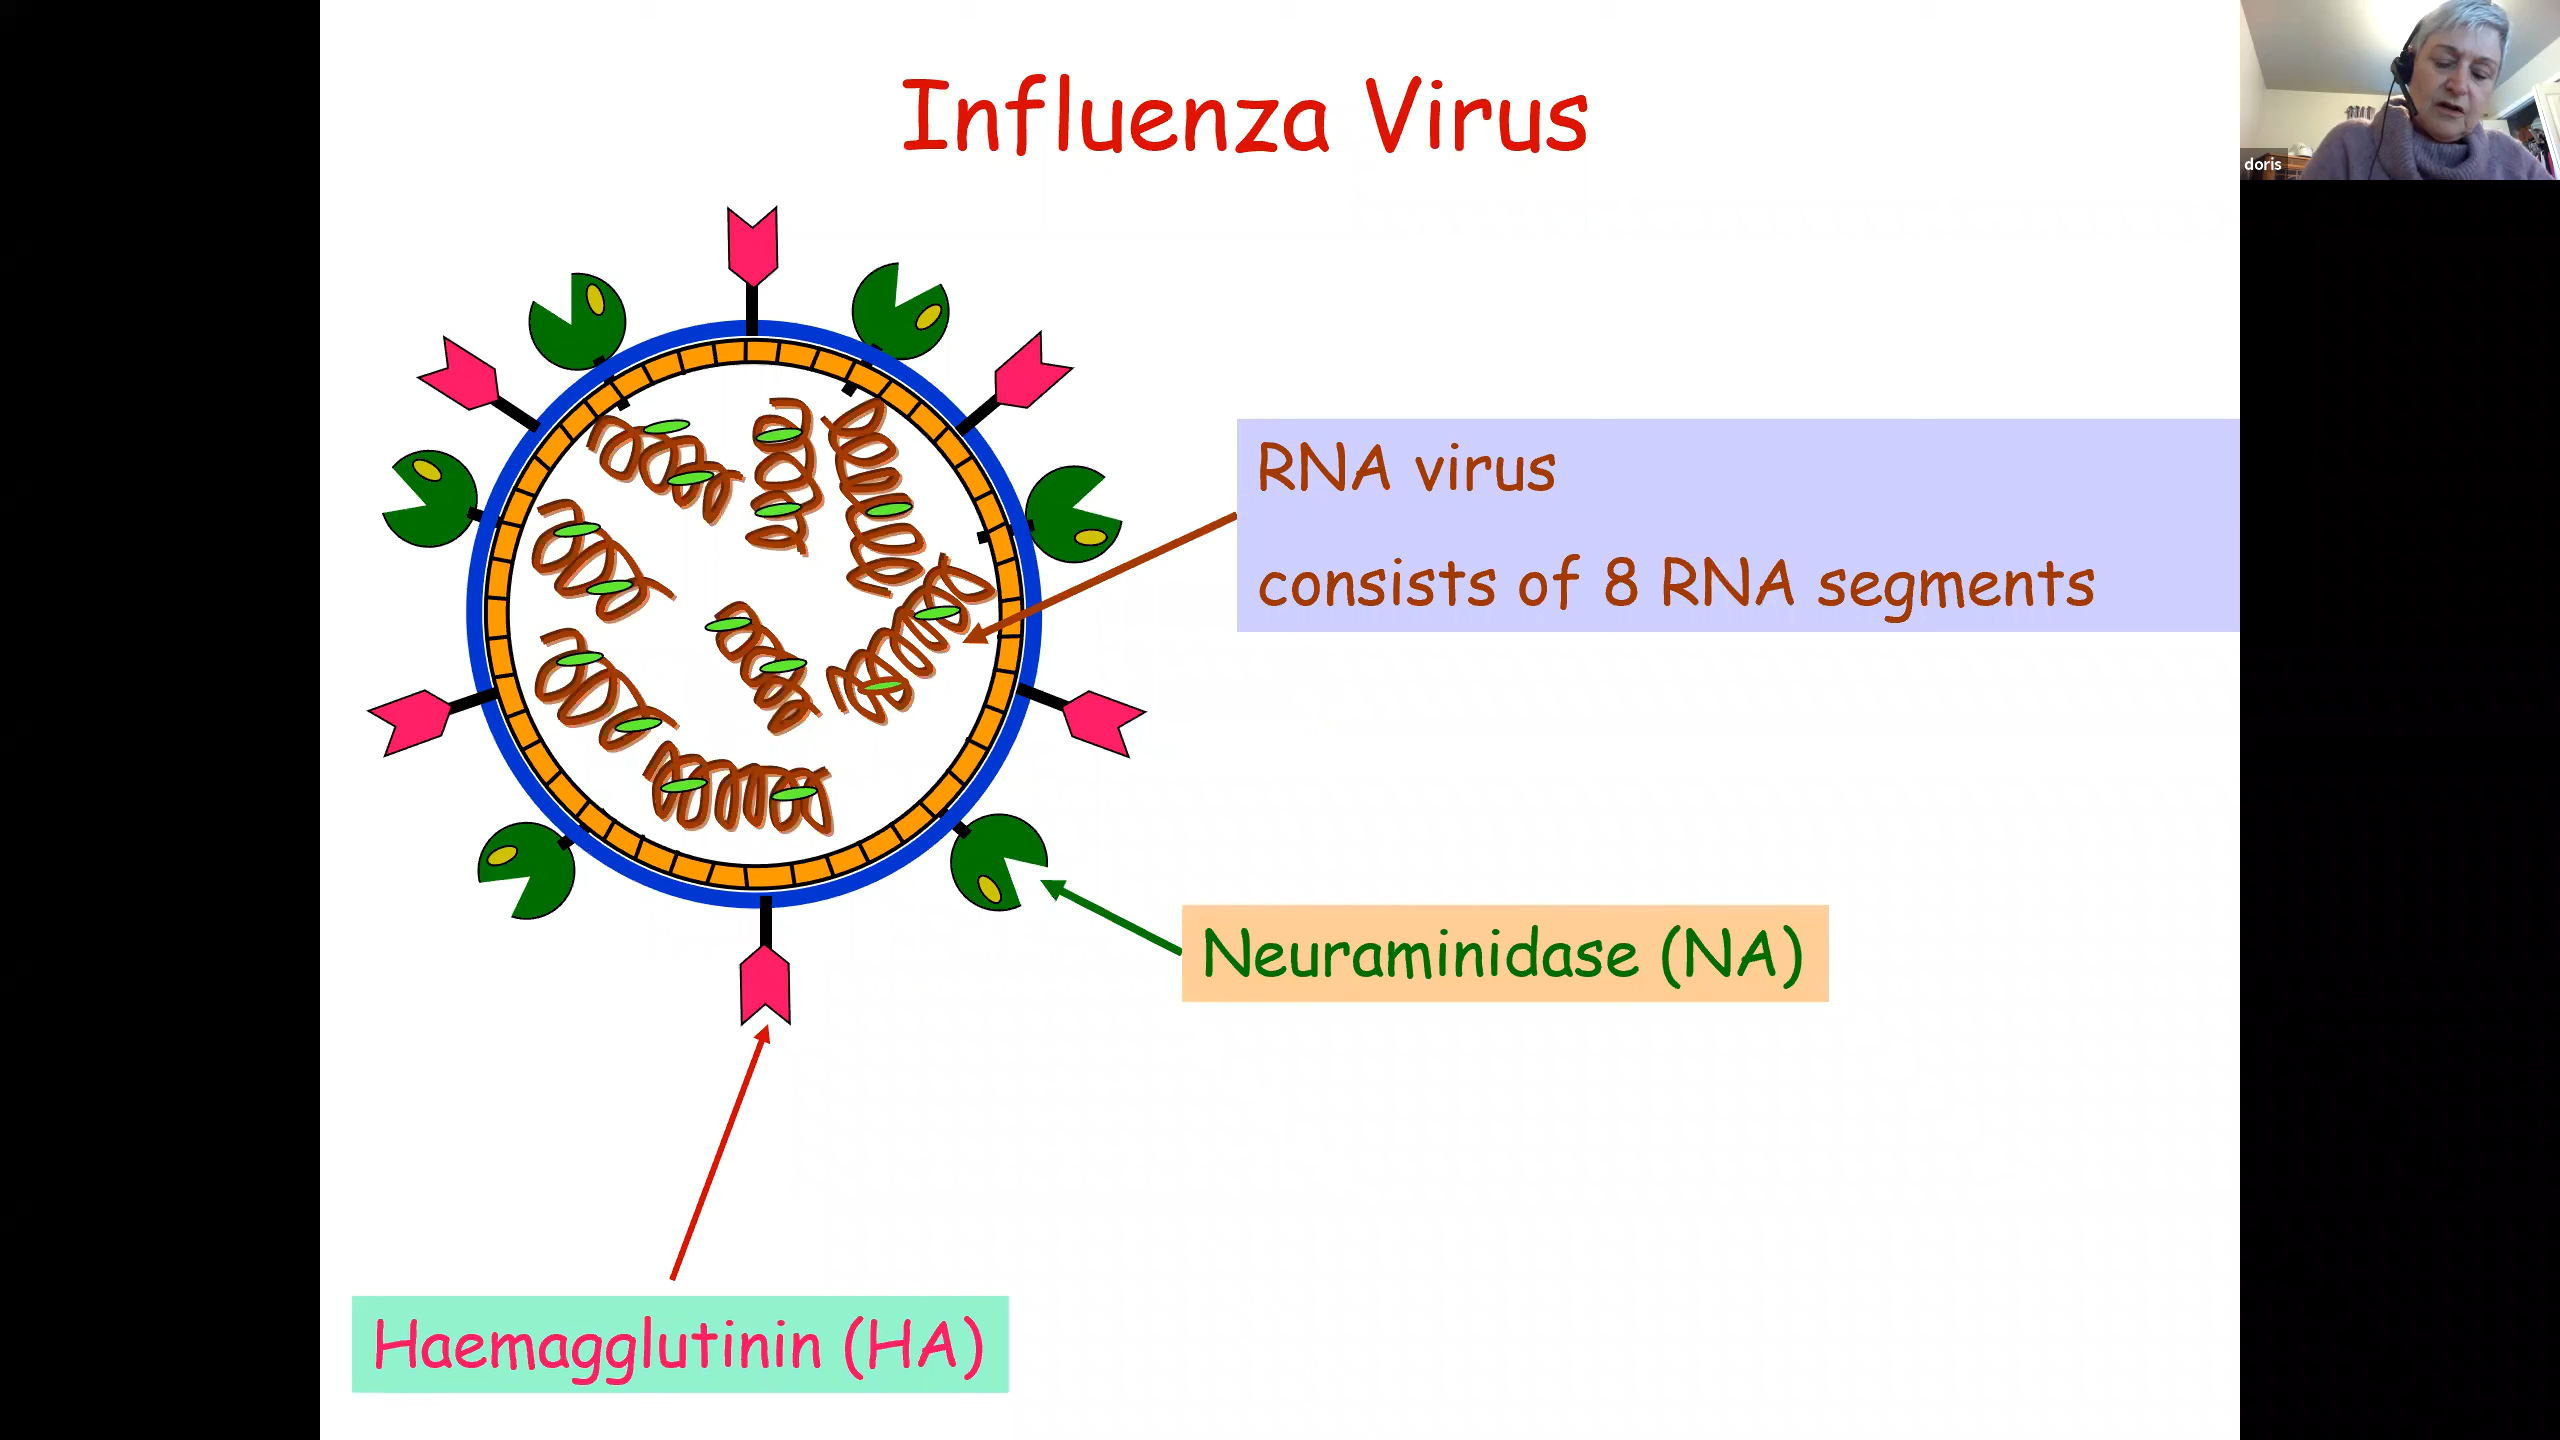 Influenza Virus
doris
RNA virus
consists of 8 RNA segments
Neuraminidase (NA)
Haemagglutinin (HA)